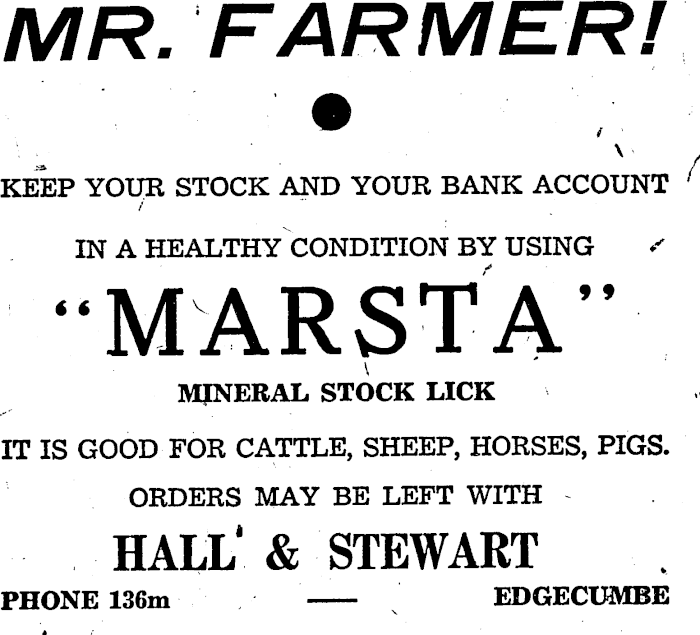 MR. FARMER!
KEEP YOUR STOCK AND YOUR BANK ACCOUNT
IN A HEALTHY CONDITION BY USING
“MARSTA”
MINERAL STOCK LICK
IT IS GOOD FOR CATTLE, SHEEP, HORSES, PIGS.
ORDERS MAY BE LEFT WITH
HALL & STEWART
PHONE 136m — EDGECUMBE